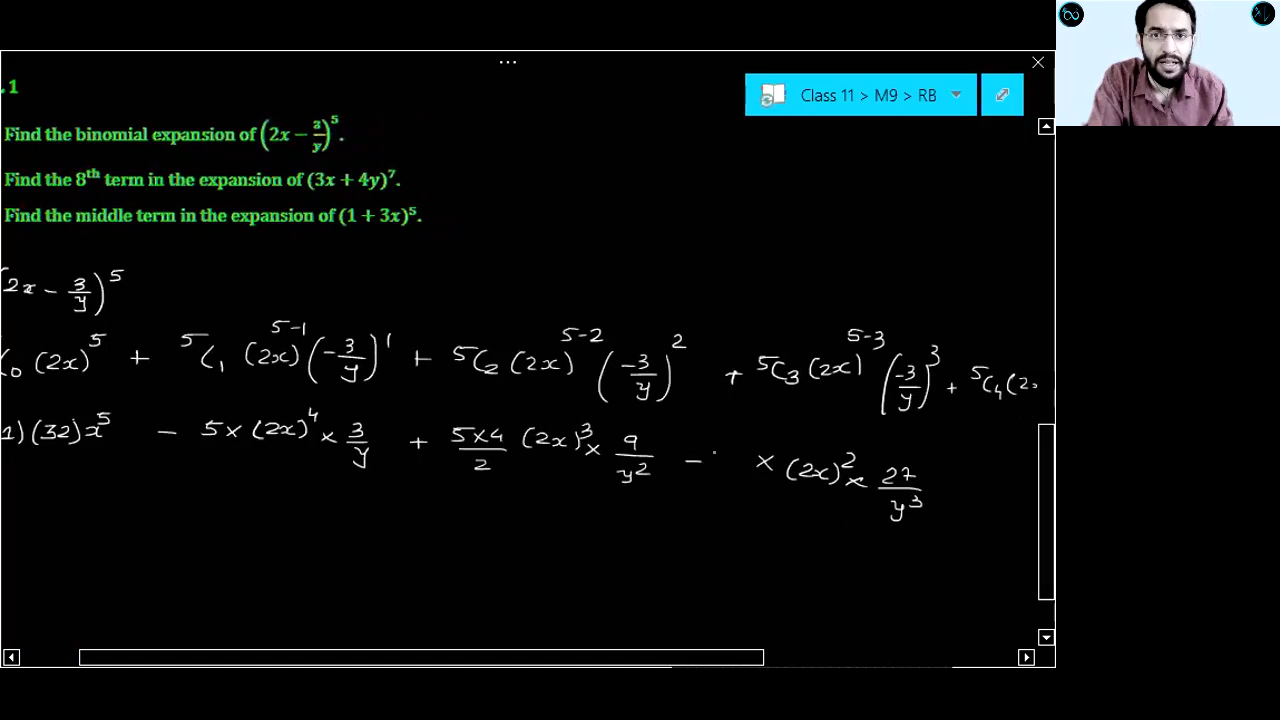 Class 11 > M9 > RB
.1
Find the binomial expansion of (2x − 3/y)^5.
Find the 8th term in the expansion of (3x + 4y)^7.
Find the middle term in the expansion of (1 + 3x)^5.
(2x − 3/y)^5
C0 (2x)^5 + 5C1 (2x)^5−1 (−3/y)^1 + 5C2 (2x)^5−2 (−3/y)^2 + 5C3 (2x)^5−3 (−3/y)^3 + 5C4 (2x
1)(32)x^5 − 5 × (2x)^4 × 3/y + 5×4/2 (2x)^3 × 9/y^2 − × (2x)^2 × 27/y^3